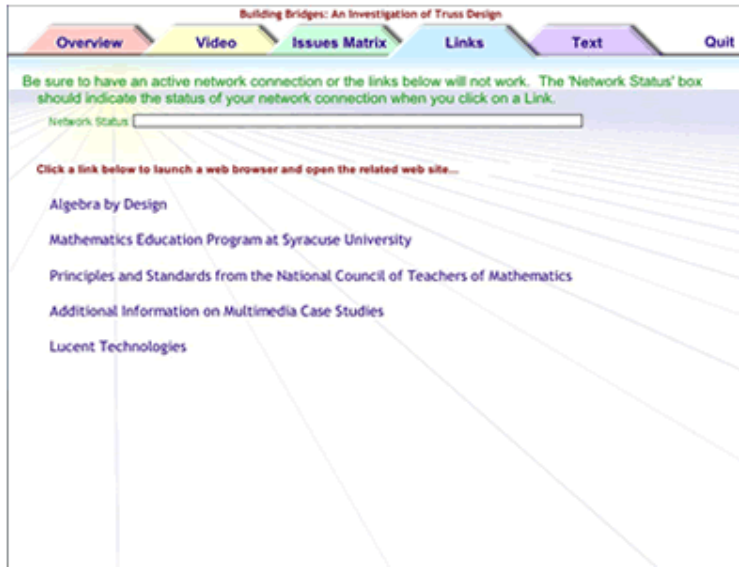 Building Bridges: An Investigation of Truss Design
Overview Video Issues Matrix Links Text Quit
Be sure to have an active network connection or the links below will not work. The 'Network Status' box
should indicate the status of your network connection when you click on a Link.
Network Status
Click a link below to launch a web browser and open the related web site...
Algebra by Design
Mathematics Education Program at Syracuse University
Principles and Standards from the National Council of Teachers of Mathematics
Additional Information on Multimedia Case Studies
Lucent Technologies